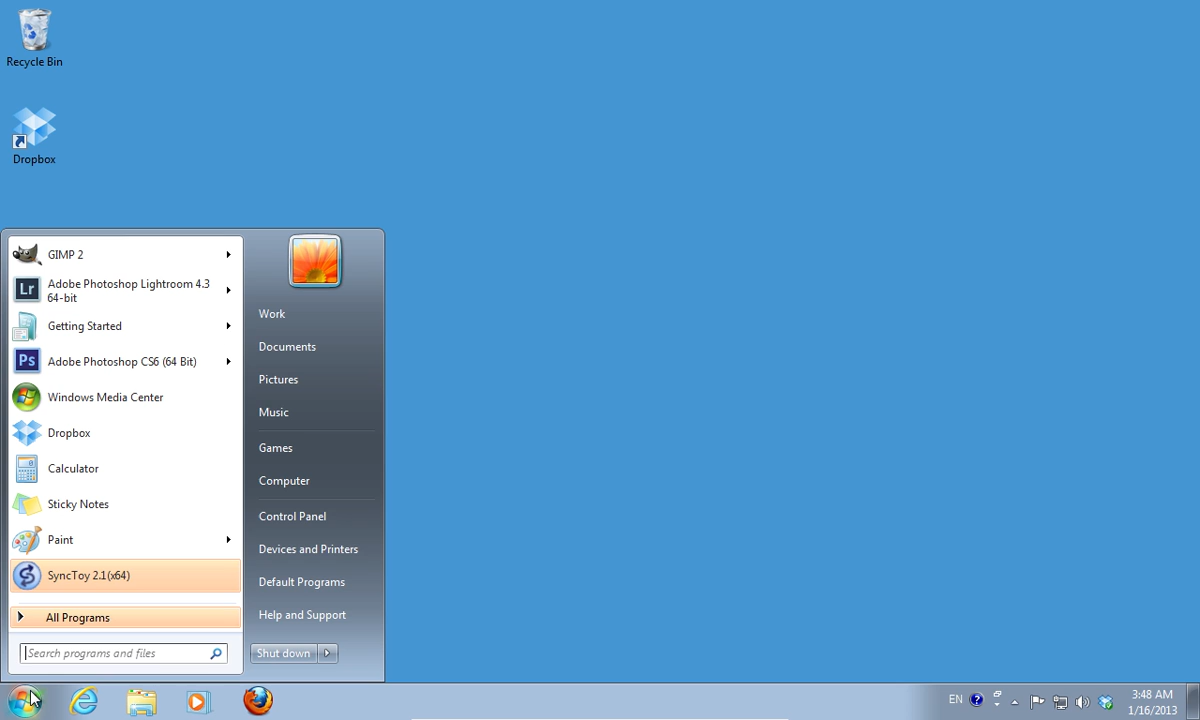 Recycle Bin
Dropbox
GIMP 2
Lr
Adobe Photoshop Lightroom 4.3
64-bit
Getting Started
Ps
Adobe Photoshop CS6 (64 Bit)
Windows Media Center
Dropbox
Calculator
Sticky Notes
Paint
SyncToy 2.1(x64)
All Programs
Search programs and files
Work
Documents
Pictures
Music
Games
Computer
Control Panel
Devices and Printers
Default Programs
Help and Support
Shut down
EN
3:48 AM
1/16/2013